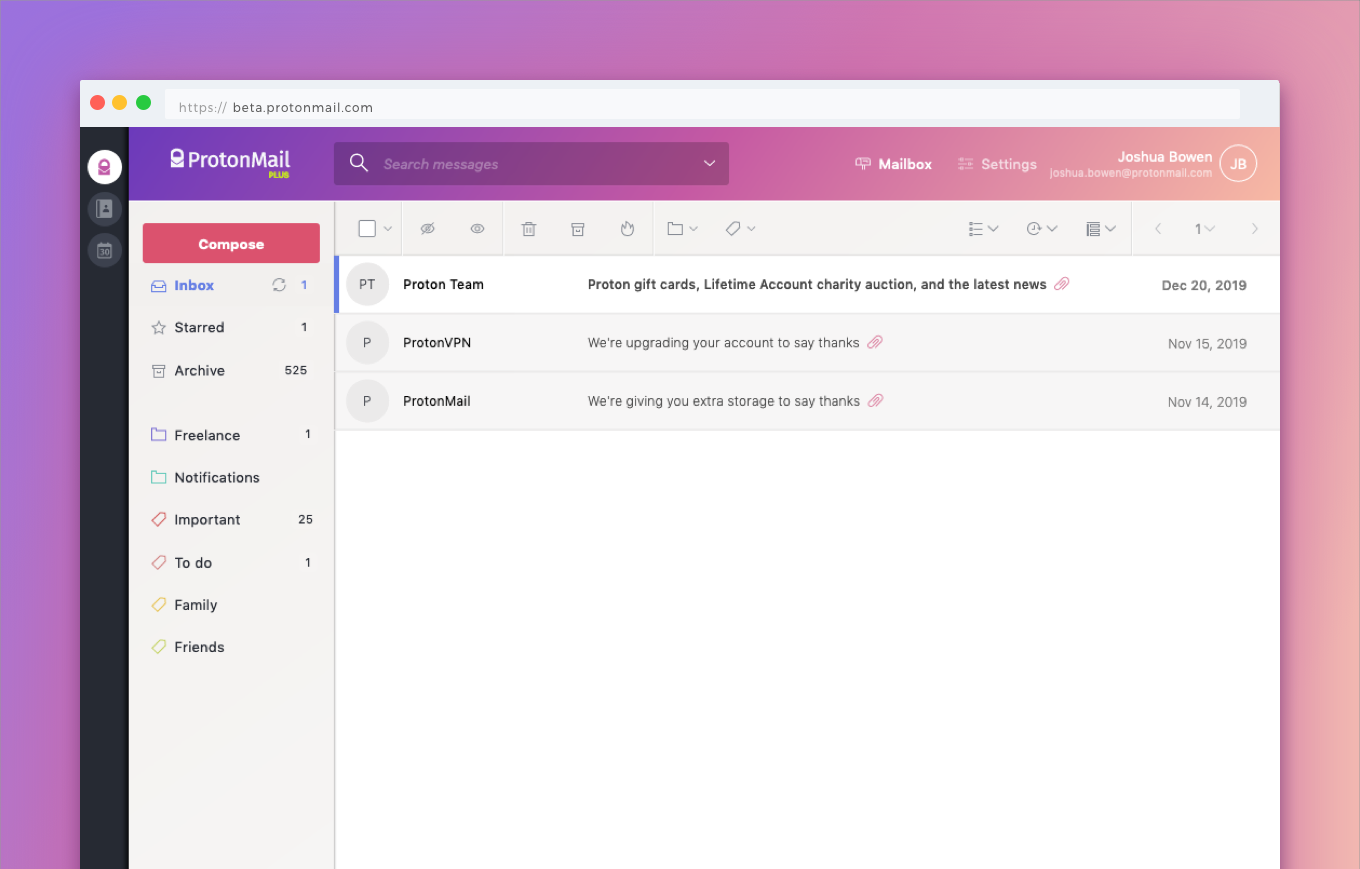 https:// beta.protonmail.com
ProtonMail
PLUS
Search messages
Mailbox
Settings
Joshua Bowen
joshua.bowen@protonmail.com
JB
30
Compose
1
Inbox 1
Starred 1
Archive 525
Freelance 1
Notifications
Important 25
To do 1
Family
Friends
PT Proton Team Proton gift cards, Lifetime Account charity auction, and the latest news Dec 20, 2019
P ProtonVPN We're upgrading your account to say thanks Nov 15, 2019
P ProtonMail We're giving you extra storage to say thanks Nov 14, 2019